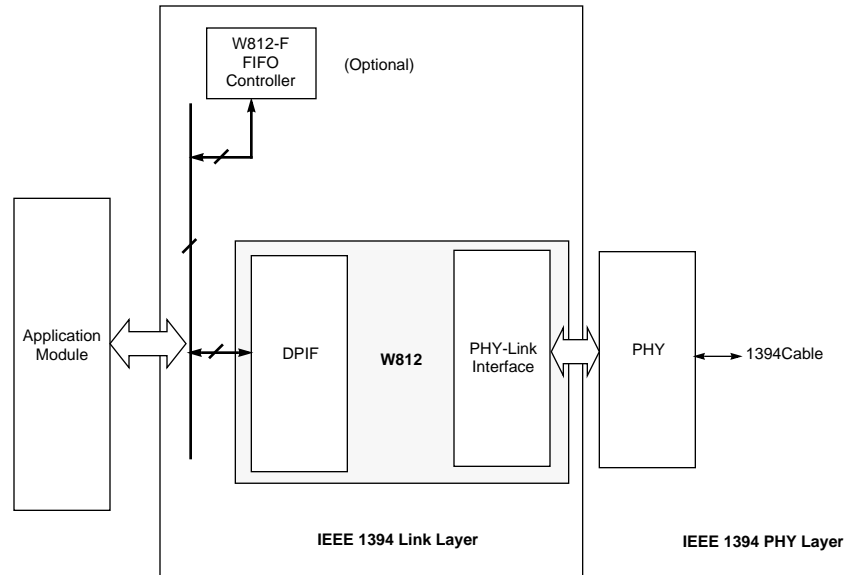 W812-F
FIFO
Controller
(Optional)
Application
Module
DPIF
W812
PHY-Link
Interface
PHY
1394Cable
IEEE 1394 Link Layer
IEEE 1394 PHY Layer